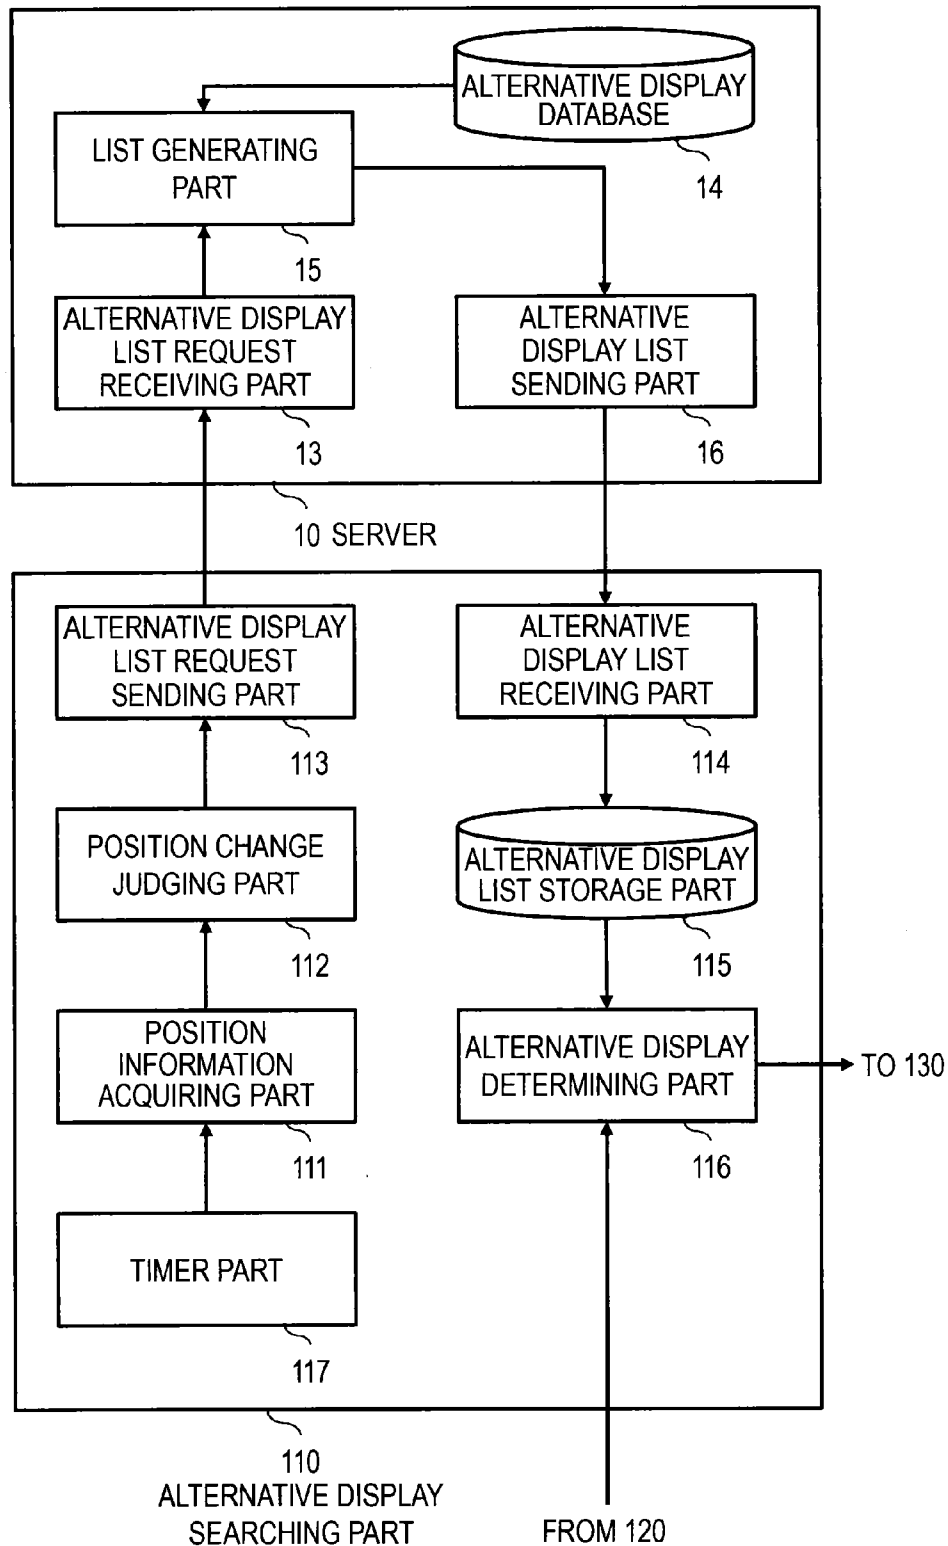 ALTERNATIVE DISPLAY
DATABASE
14
LIST GENERATING
PART
15
ALTERNATIVE DISPLAY
LIST REQUEST
RECEIVING PART
13
ALTERNATIVE
DISPLAY LIST
SENDING PART
16
10 SERVER
ALTERNATIVE DISPLAY
LIST REQUEST
SENDING PART
113
ALTERNATIVE
DISPLAY LIST
RECEIVING PART
114
POSITION CHANGE
JUDGING PART
112
ALTERNATIVE DISPLAY
LIST STORAGE PART
115
POSITION
INFORMATION
ACQUIRING PART
111
ALTERNATIVE DISPLAY
DETERMINING PART
116
TO 130
TIMER PART
117
110
ALTERNATIVE DISPLAY
SEARCHING PART
FROM 120